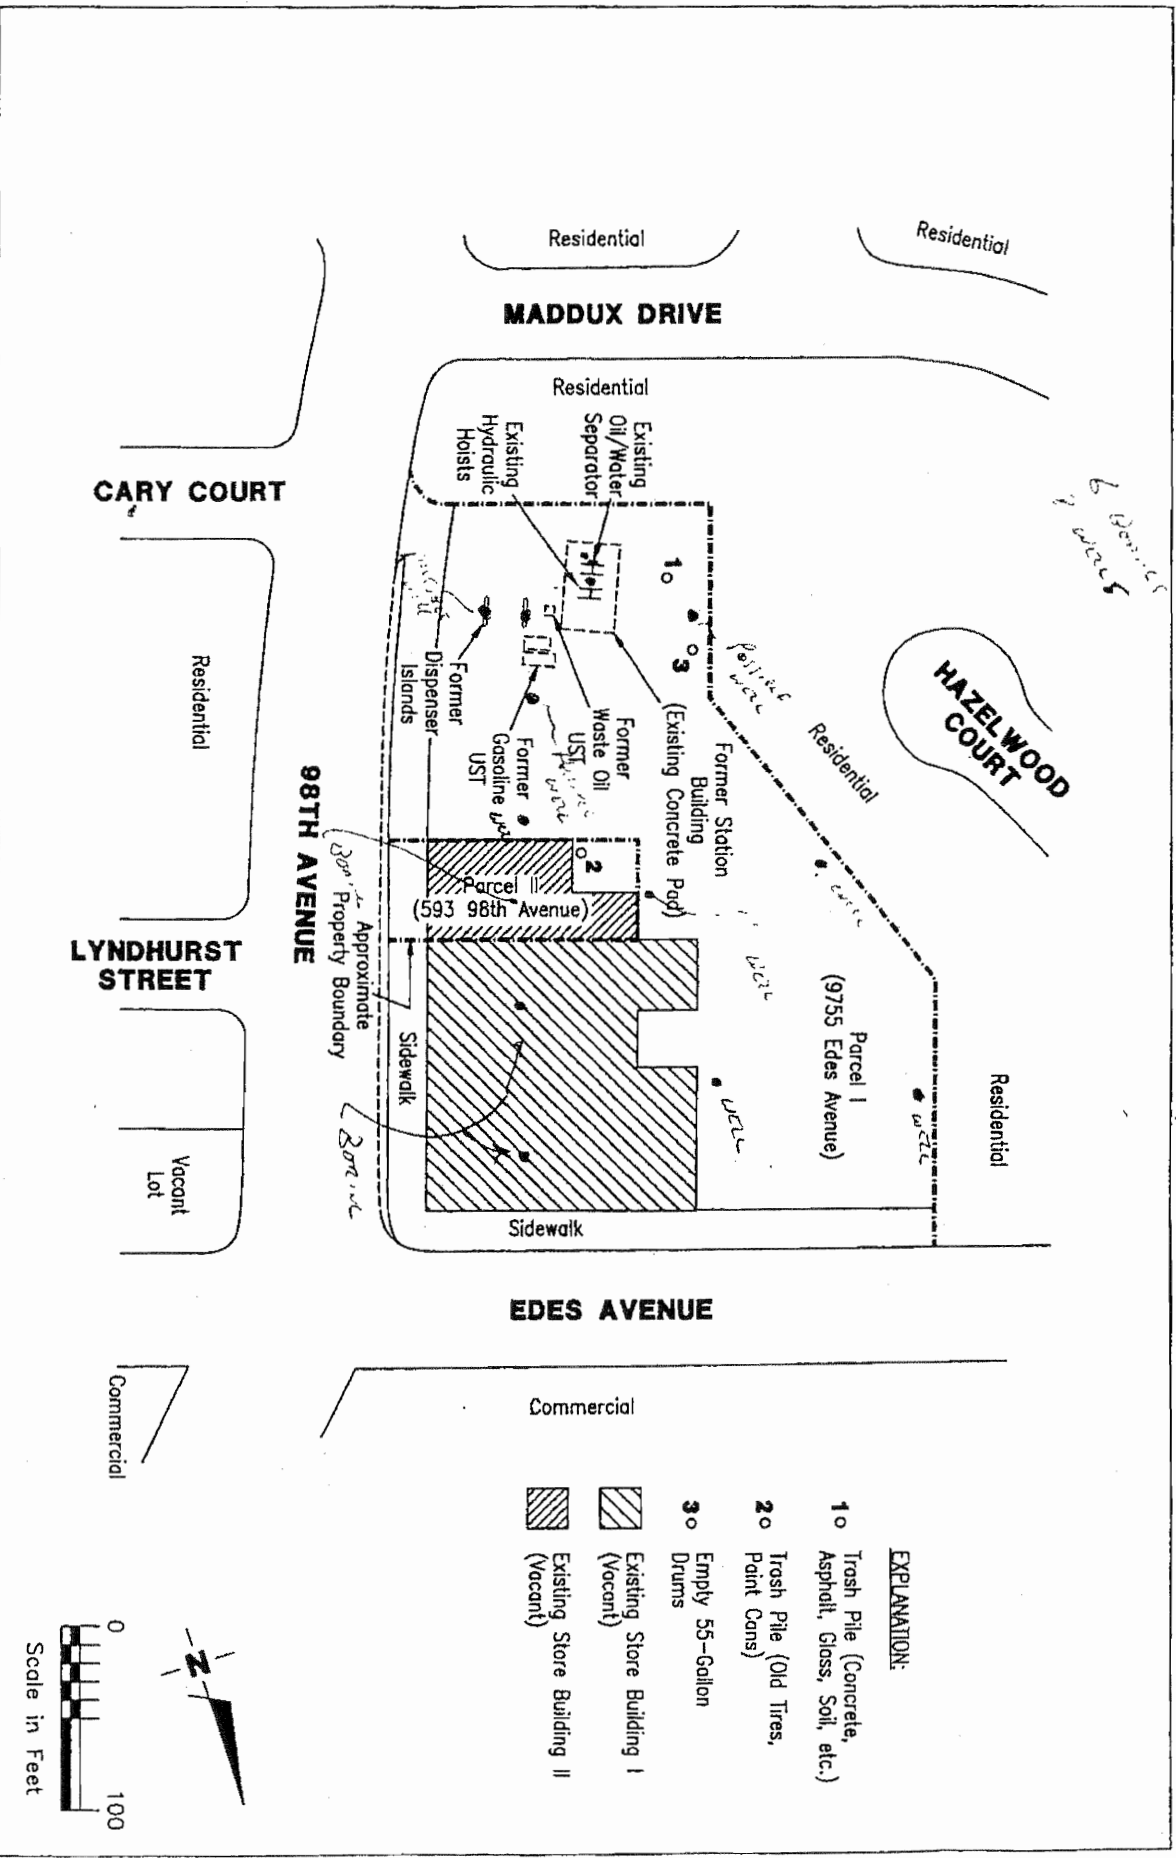 Residential
Residential
MADDUX DRIVE
Residential
Existing
Oil/Water
Separator
Existing
Hydraulic
Hoists
CARY COURT
6
WELLS
1
3
POSSIBLE
WELL
HAZELWOOD
COURT
Residential
Residential
Former
Dispenser
Islands
Former
Gasoline
UST
Former
Waste Oil
UST
WELL
Former Station
Building
(Existing Concrete Pad)
98TH AVENUE
2
Parcel II
(593 98th Avenue)
WELL
WELL
LYNDHURST
STREET
Approximate
Property Boundary
Sidewalk
Parcel I
(9755 Edes Avenue)
WELL
WELL
Residential
BORING
Vacant
Lot
Sidewalk
EDES AVENUE
Commercial
Commercial
EXPLANATION:
1 Trash Pile (Concrete,
Asphalt, Glass, Soil, etc.)
2 Trash Pile (Old Tires,
Paint Cans)
3 Empty 55-Gallon
Drums
Existing Store Building I
(Vacant)
Existing Store Building II
(Vacant)
N
0 100
Scale in Feet